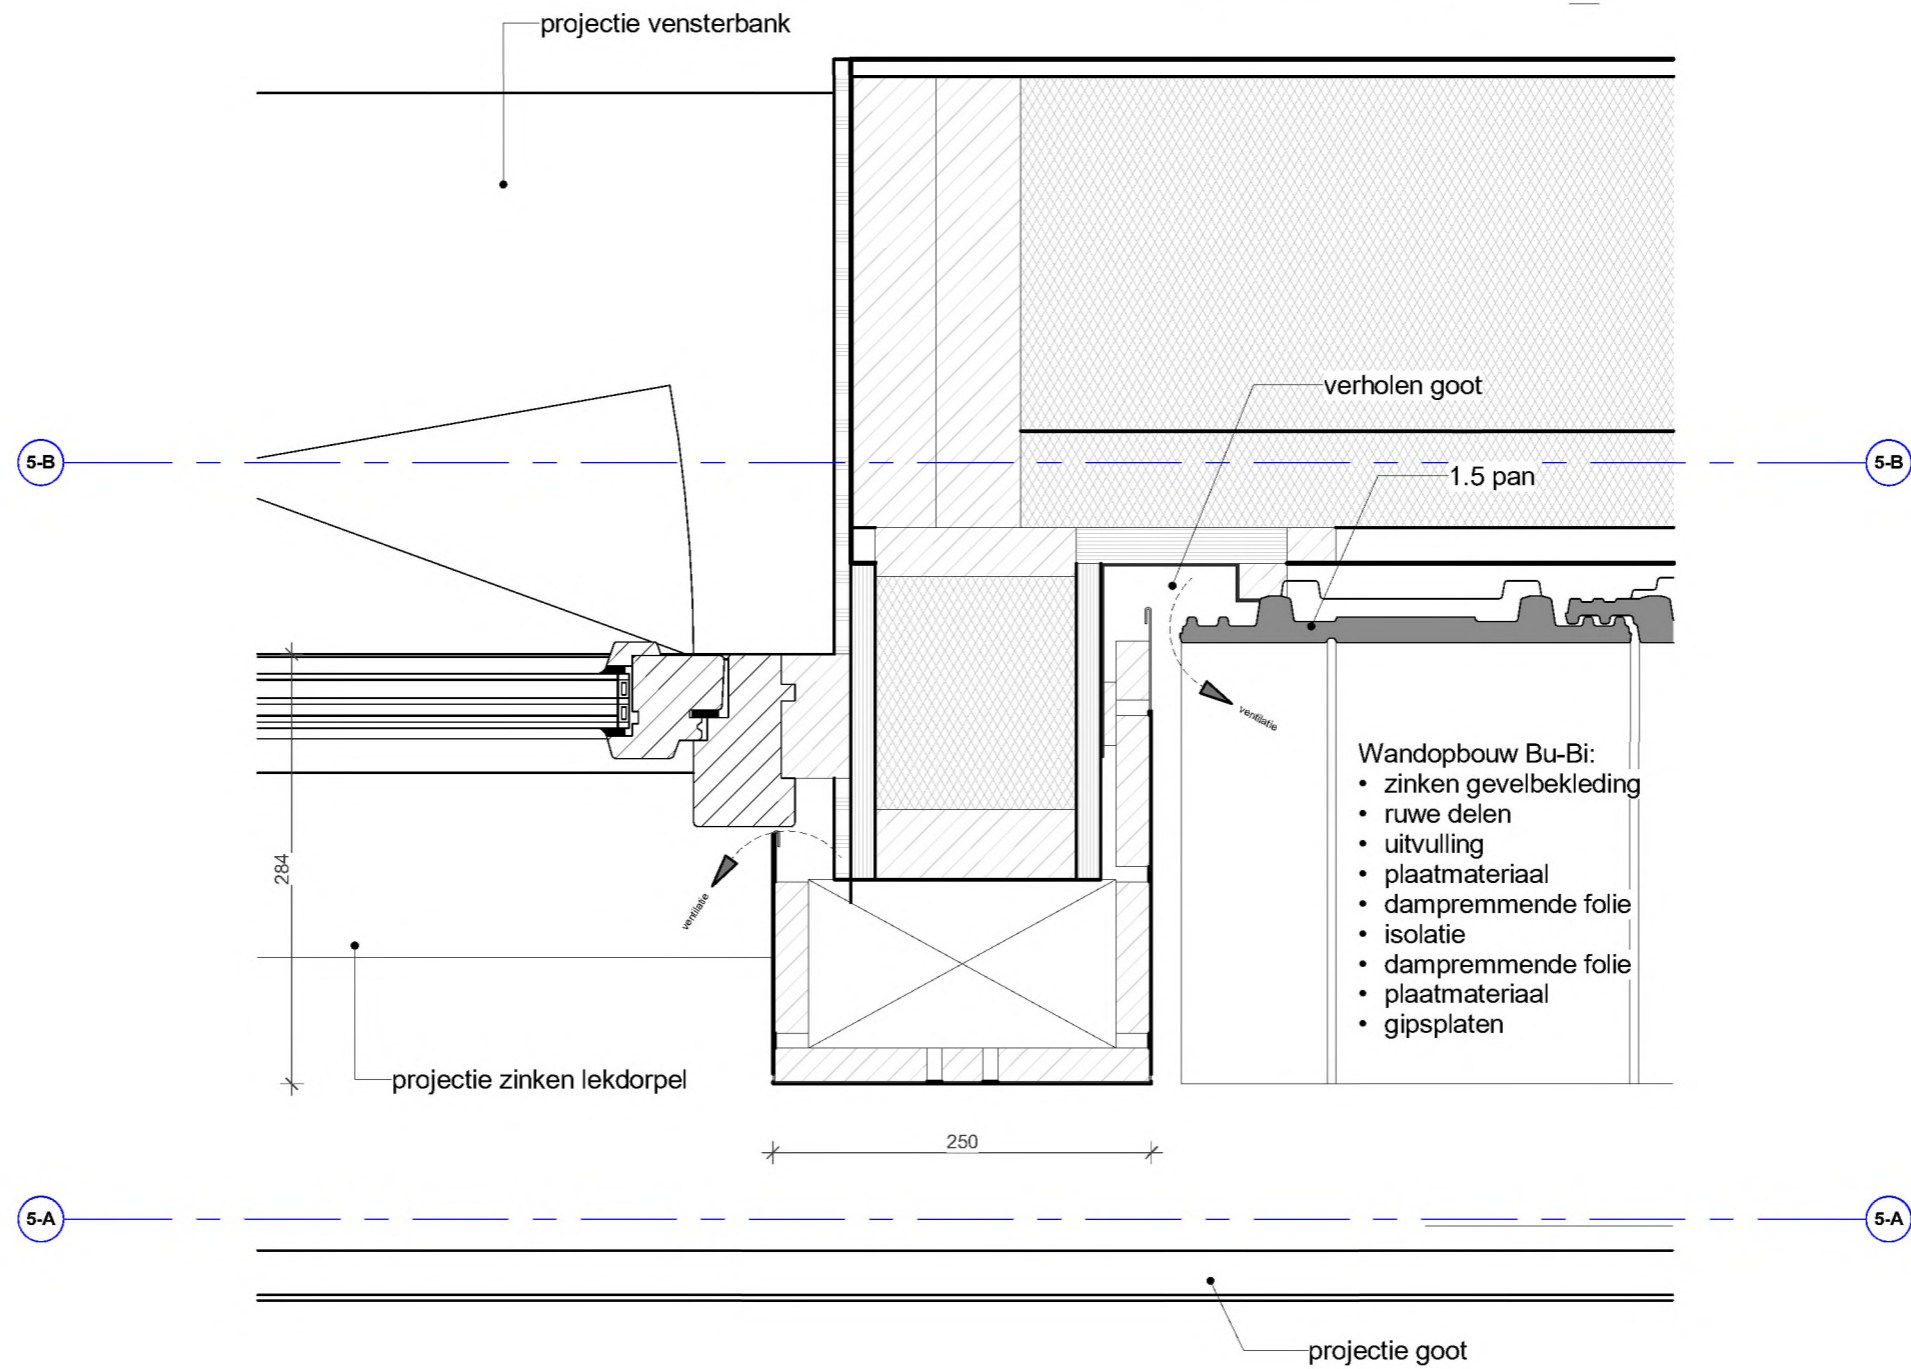 projectie vensterbank
verholen goot
5-B
5-B
1.5 pan
ventilatie
Wandopbouw Bu-Bi:
• zinken gevelbekleding
• ruwe delen
• uitvulling
• plaatmateriaal
• dampremmende folie
• isolatie
• dampremmende folie
• plaatmateriaal
• gipsplaten
284
ventilatie
projectie zinken lekdorpel
250
5-A
5-A
projectie goot